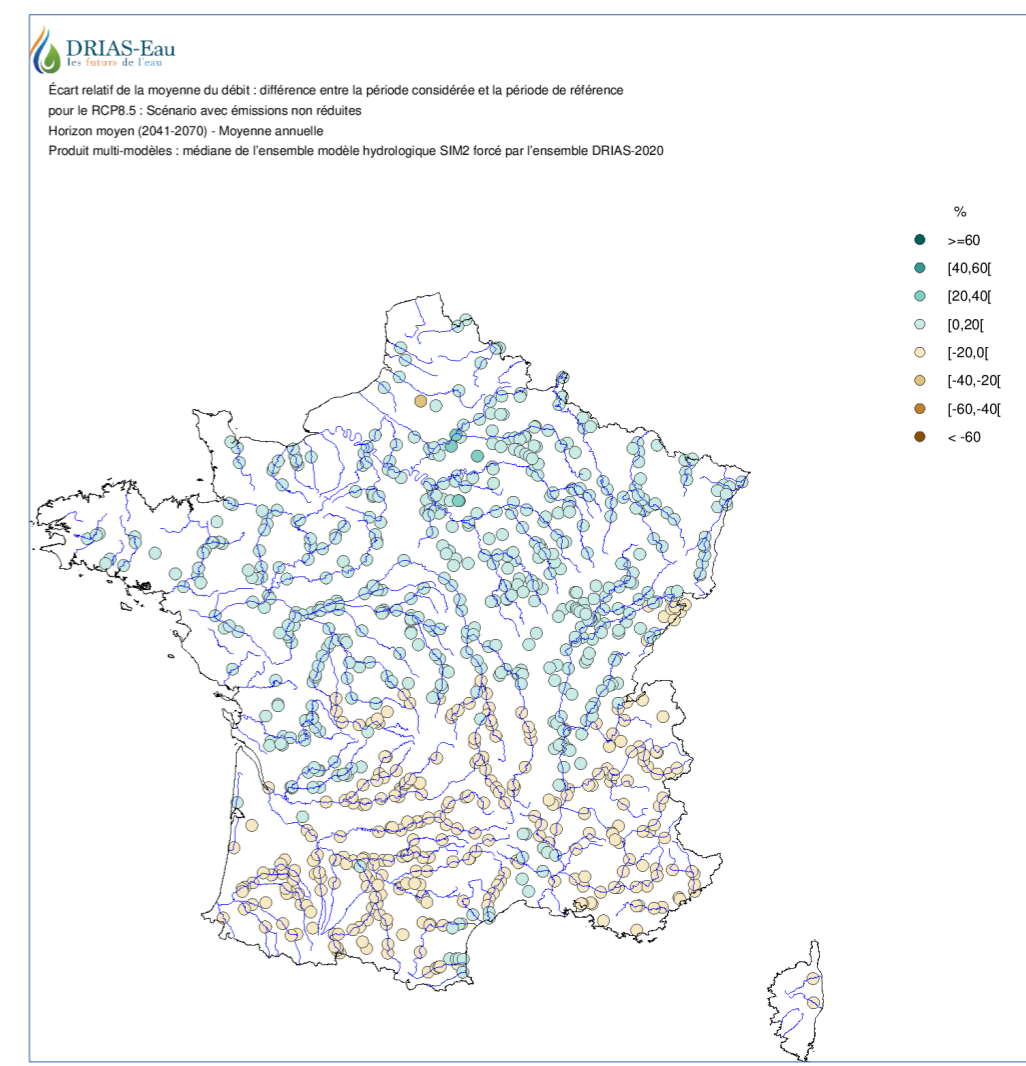 DRIAS-Eau
les futurs de l'eau
Écart relatif de la moyenne du débit : différence entre la période considérée et la période de référence
pour le RCP8.5 : Scénario avec émissions non réduites
Horizon moyen (2041-2070) - Moyenne annuelle
Produit multi-modèles : médiane de l'ensemble modèle hydrologique SIM2 forcé par l'ensemble DRIAS-2020
%
>=60
[40,60[
[20,40[
[0,20[
[-20,0[
[-40,-20[
[-60,-40[
< -60